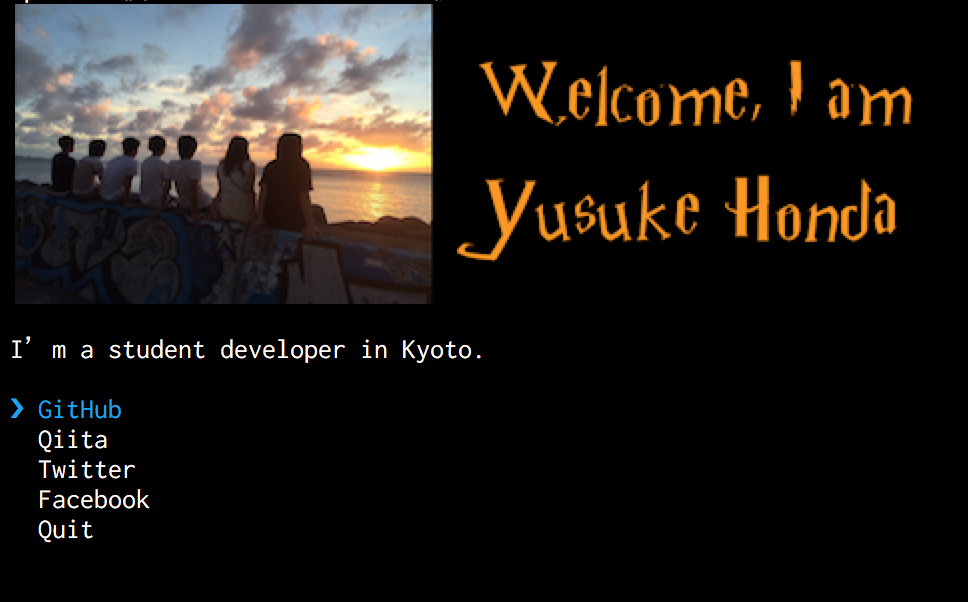 Welcome, I am
Yusuke Honda
I’m a student developer in Kyoto.
❯ GitHub
Qiita
Twitter
Facebook
Quit